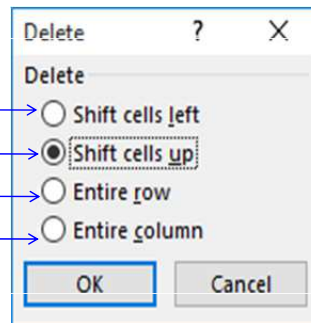 Delete ? X
Delete
Shift cells left
Shift cells up
Entire row
Entire column
OK Cancel